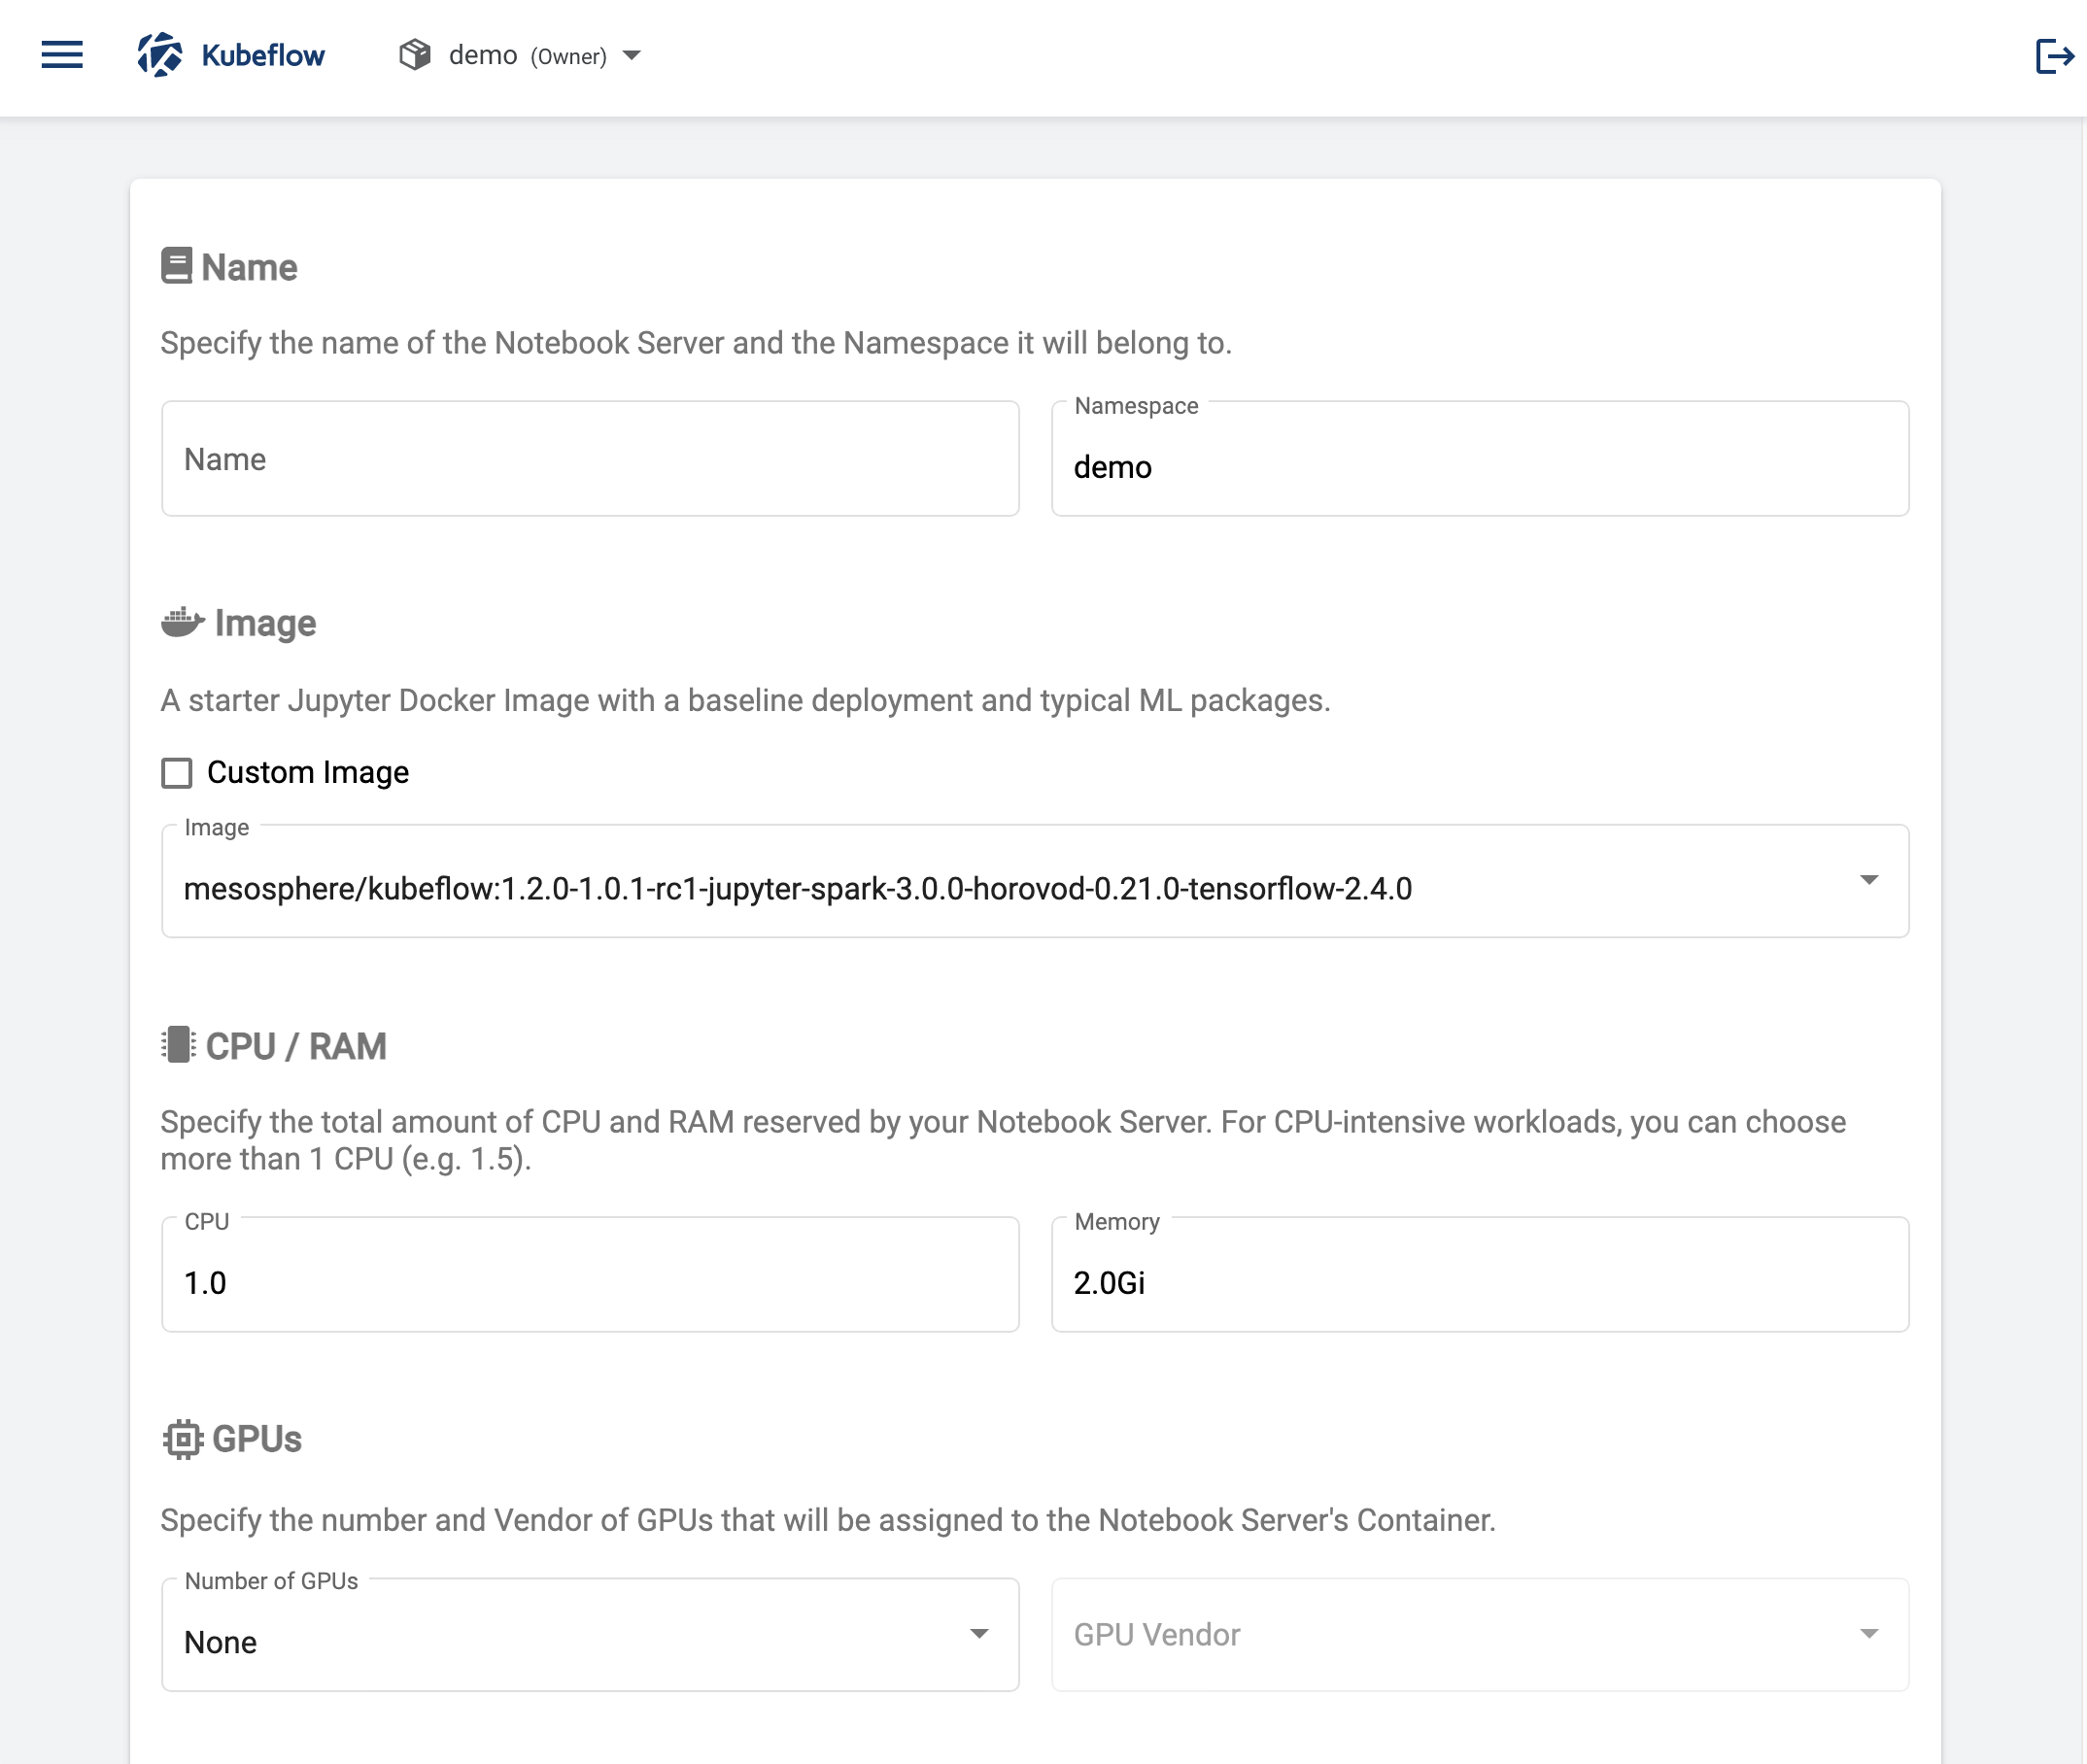 Kubeflow demo (Owner)
Name
Specify the name of the Notebook Server and the Namespace it will belong to.
Name
Namespace
demo
Image
A starter Jupyter Docker Image with a baseline deployment and typical ML packages.
Custom Image
Image
mesosphere/kubeflow:1.2.0-1.0.1-rc1-jupyter-spark-3.0.0-horovod-0.21.0-tensorflow-2.4.0
CPU / RAM
Specify the total amount of CPU and RAM reserved by your Notebook Server. For CPU-intensive workloads, you can choose
more than 1 CPU (e.g. 1.5).
CPU
1.0
Memory
2.0Gi
GPUs
Specify the number and Vendor of GPUs that will be assigned to the Notebook Server's Container.
Number of GPUs
None
GPU Vendor